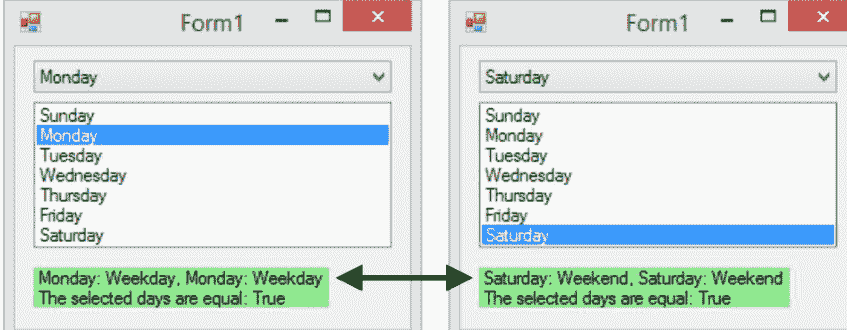 Form1
Monday
Sunday
Monday
Tuesday
Wednesday
Thursday
Friday
Saturday
Monday: Weekday, Monday: Weekday
The selected days are equal: True
Form1
Saturday
Sunday
Monday
Tuesday
Wednesday
Thursday
Friday
Saturday
Saturday: Weekend, Saturday: Weekend
The selected days are equal: True